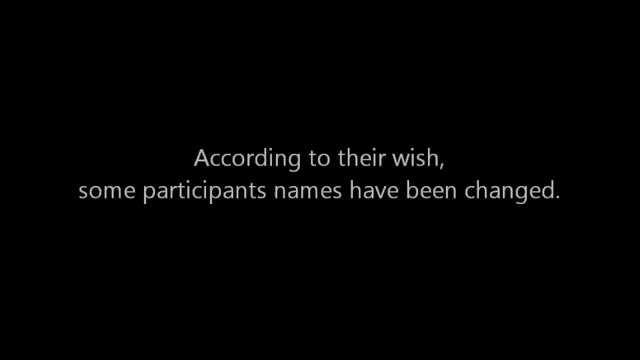 According to their wish,
some participants names have been changed.